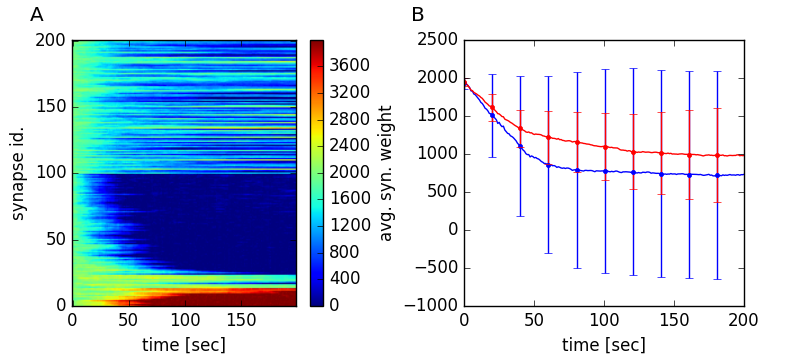 A
200
150
100
50
0
synapse id.
0 50 100 150
time [sec]
3600
3200
2800
2400
2000
1600
1200
800
400
0
B
avg. syn. weight
2500
2000
1500
1000
500
0
−500
−1000
0 50 100 150 200
time [sec]